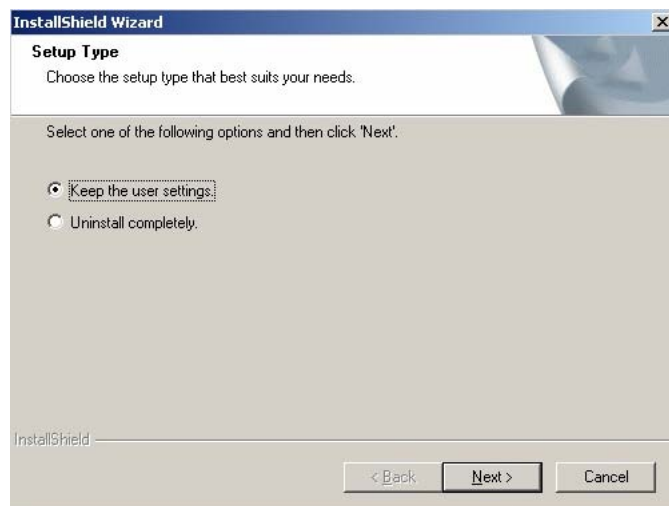 InstallShield Wizard
Setup Type
Choose the setup type that best suits your needs.
Select one of the following options and then click 'Next'.
Keep the user settings.
Uninstall completely.
InstallShield
< Back
Next >
Cancel